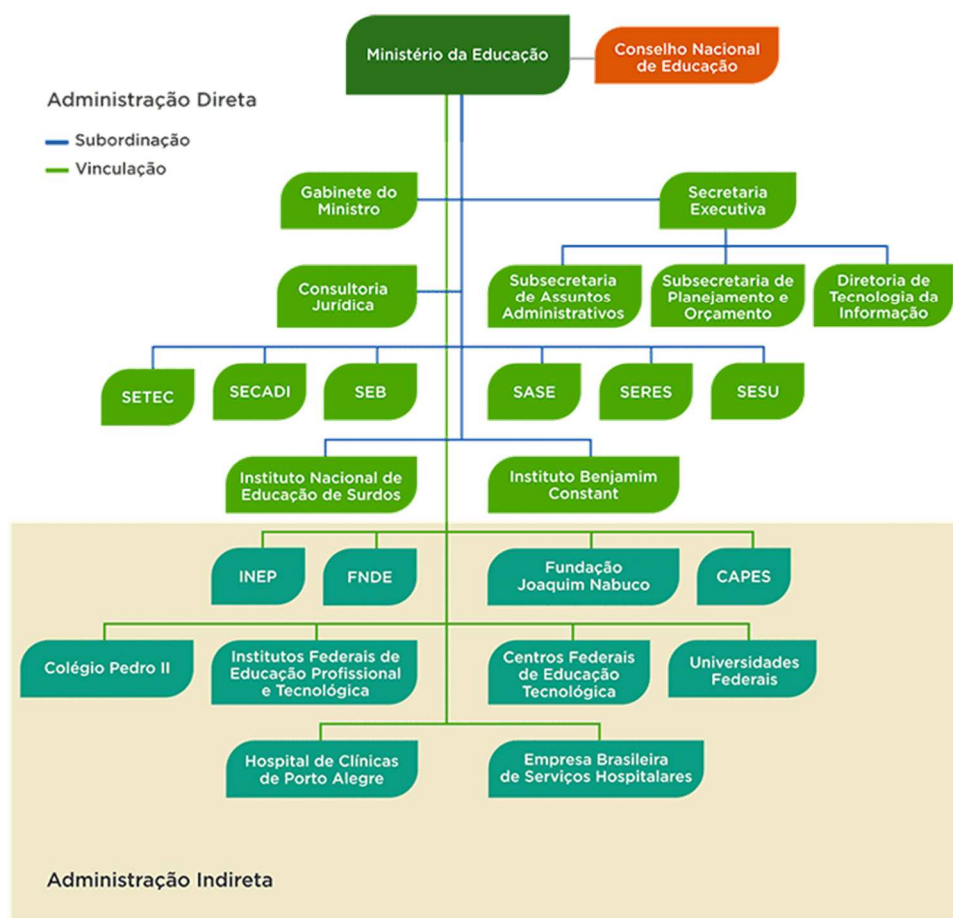 Ministério da Educação
Conselho Nacional
de Educação
Administração Direta
Subordinação
Vinculação
Gabinete do
Ministro
Secretaria
Executiva
Consultoria
Jurídica
Subsecretaria
de Assuntos
Administrativos
Subsecretaria de
Planejamento e
Orçamento
Diretoria de
Tecnologia da
Informação
SETEC
SECADI
SEB
SASE
SERES
SESU
Instituto Nacional de
Educação de Surdos
Instituto Benjamim
Constant
INEP
FNDE
Fundação
Joaquim Nabuco
CAPES
Colégio Pedro II
Institutos Federais de
Educação Profissional
e Tecnológica
Centros Federais
de Educação
Tecnológica
Universidades
Federais
Hospital de Clínicas
de Porto Alegre
Empresa Brasileira
de Serviços Hospitalares
Administração Indireta